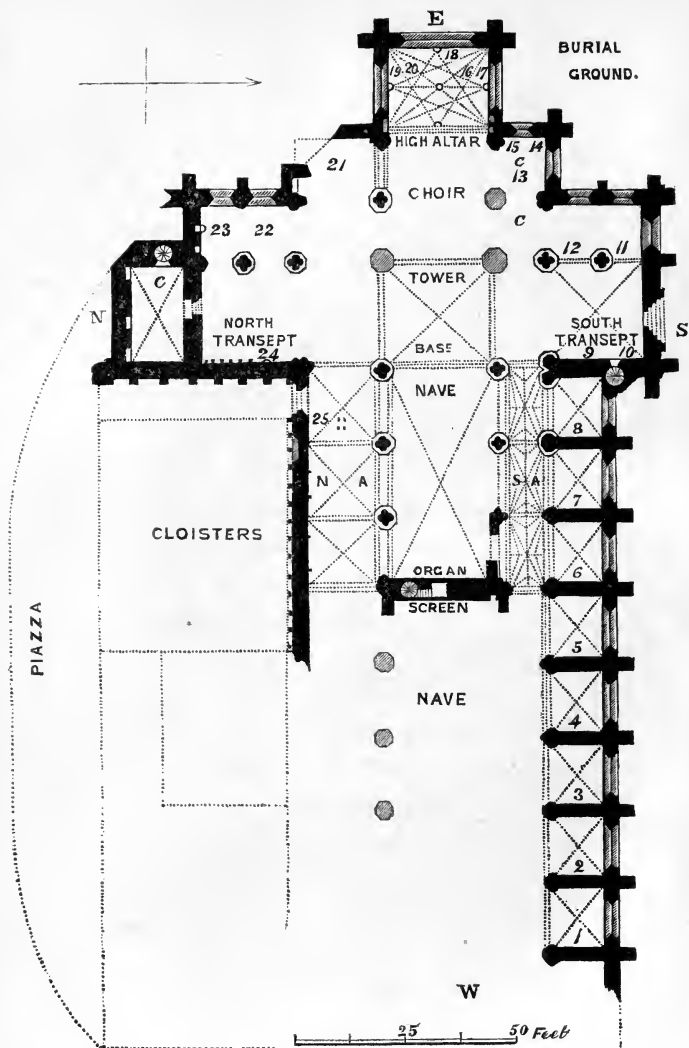 E
BURIAL
GROUND.
18
19 20 16 17
HIGH ALTAR
15 14
C
13
21
CHOIR
C
23 22
12 11
TOWER
C
N
NORTH
TRANSEPT
24
SOUTH
TRANSEPT
9 10
S
BASE
NAVE
25
8
N A
S A
7
CLOISTERS
6
ORGAN
SCREEN
PIAZZA
5
NAVE
4
3
2
1
W
25 50 Feet